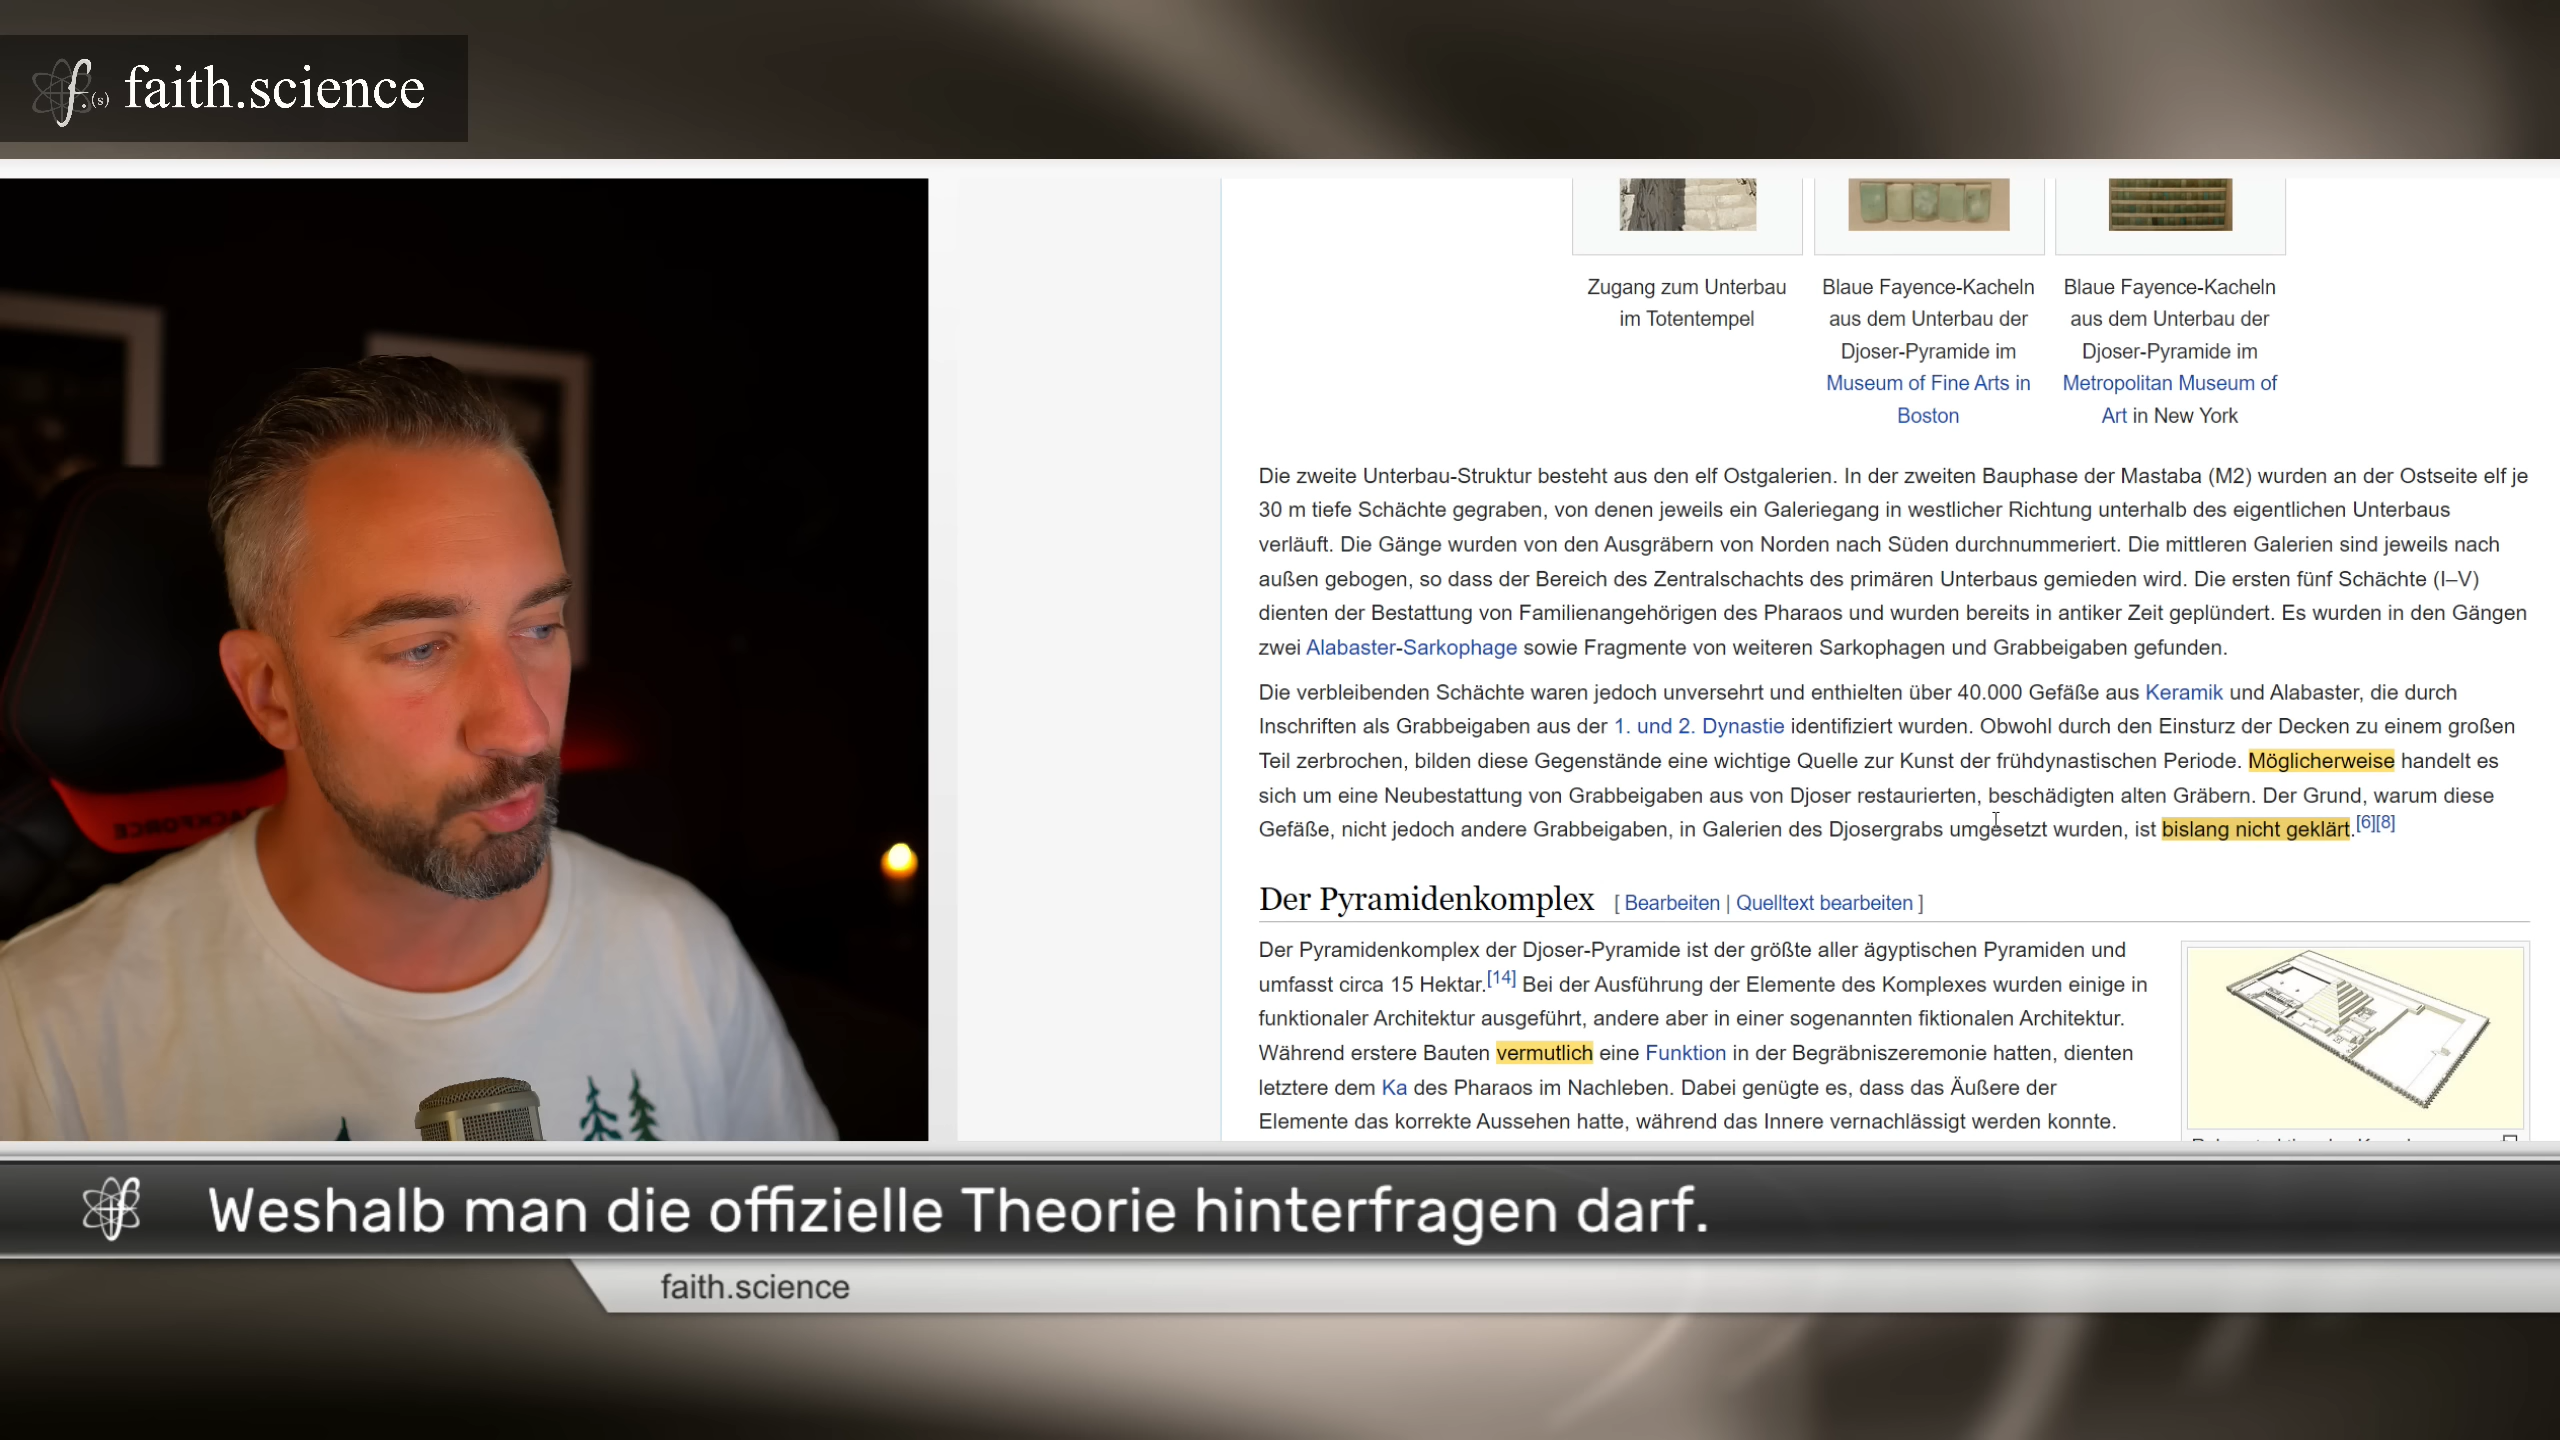 f.(s) faith.science
Zugang zum Unterbau
im Totentempel
Blaue Fayence-Kacheln
aus dem Unterbau der
Djoser-Pyramide im
Museum of Fine Arts in
Boston
Blaue Fayence-Kacheln
aus dem Unterbau der
Djoser-Pyramide im
Metropolitan Museum of
Art in New York
Die zweite Unterbau-Struktur besteht aus den elf Ostgalerien. In der zweiten Bauphase der Mastaba (M2) wurden an der Ostseite elf je
30 m tiefe Schächte gegraben, von denen jeweils ein Galeriegang in westlicher Richtung unterhalb des eigentlichen Unterbaus
verläuft. Die Gänge wurden von den Ausgräbern von Norden nach Süden durchnummeriert. Die mittleren Galerien sind jeweils nach
außen gebogen, so dass der Bereich des Zentralschachts des primären Unterbaus gemieden wird. Die ersten fünf Schächte (I–V)
dienten der Bestattung von Familienangehörigen des Pharaos und wurden bereits in antiker Zeit geplündert. Es wurden in den Gängen
zwei Alabaster-Sarkophage sowie Fragmente von weiteren Sarkophagen und Grabbeigaben gefunden.
Die verbleibenden Schächte waren jedoch unversehrt und enthielten über 40.000 Gefäße aus Keramik und Alabaster, die durch
Inschriften als Grabbeigaben aus der 1. und 2. Dynastie identifiziert wurden. Obwohl durch den Einsturz der Decken zu einem großen
Teil zerbrochen, bilden diese Gegenstände eine wichtige Quelle zur Kunst der frühdynastischen Periode. Möglicherweise handelt es
sich um eine Neubestattung von Grabbeigaben aus von Djoser restaurierten, beschädigten alten Gräbern. Der Grund, warum diese
Gefäße, nicht jedoch andere Grabbeigaben, in Galerien des Djosergrabs umgesetzt wurden, ist bislang nicht geklärt.[6][8]
Der Pyramidenkomplex [ Bearbeiten | Quelltext bearbeiten ]
Der Pyramidenkomplex der Djoser-Pyramide ist der größte aller ägyptischen Pyramiden und
umfasst circa 15 Hektar.[14] Bei der Ausführung der Elemente des Komplexes wurden einige in
funktionaler Architektur ausgeführt, andere aber in einer sogenannten fiktionalen Architektur.
Während erstere Bauten vermutlich eine Funktion in der Begräbniszeremonie hatten, dienten
letztere dem Ka des Pharaos im Nachleben. Dabei genügte es, dass das Äußere der
Elemente das korrekte Aussehen hatte, während das Innere vernachlässigt werden konnte.
Weshalb man die offizielle Theorie hinterfragen darf.
faith.science